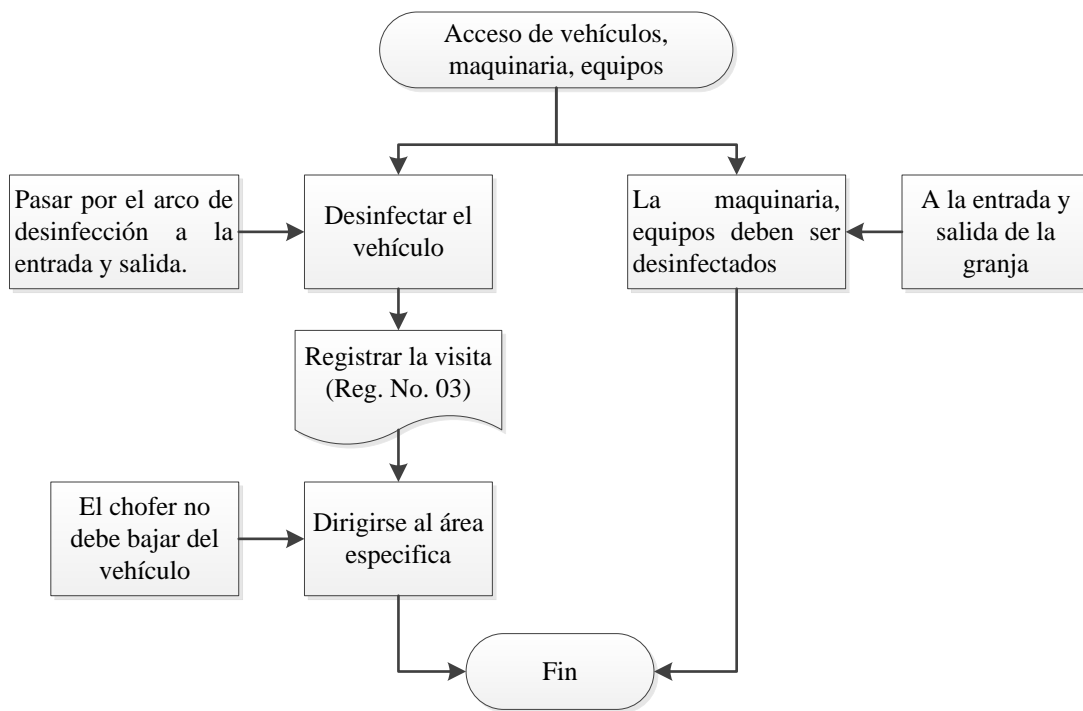 Acceso de vehículos,
maquinaria, equipos
Pasar por el arco de
desinfección a la
entrada y salida.
Desinfectar el
vehículo
La maquinaria,
equipos deben ser
desinfectados
A la entrada y
salida de la
granja
Registrar la visita
(Reg. No. 03)
El chofer no
debe bajar del
vehículo
Dirigirse al área
especifica
Fin